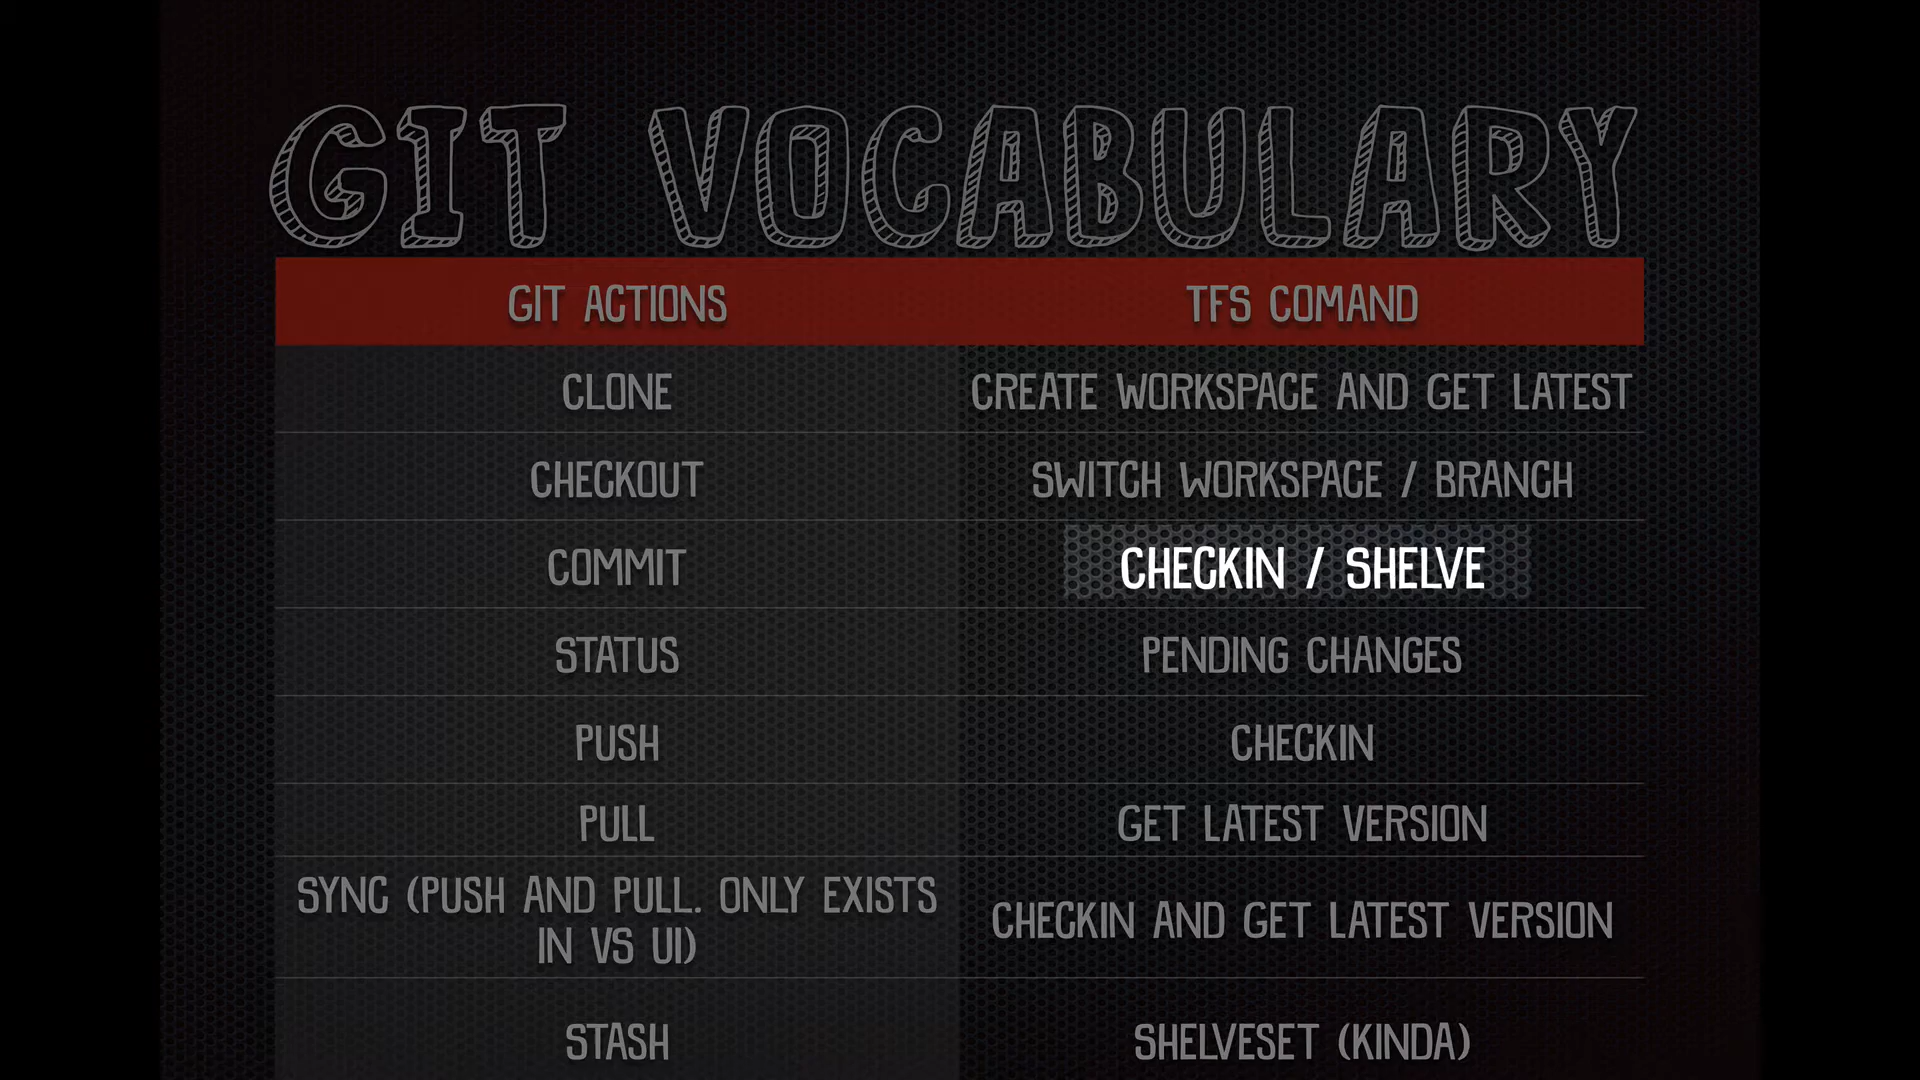 GIT VOCABULARY
GIT ACTIONS
TFS COMAND
CLONE
CREATE WORKSPACE AND GET LATEST
CHECKOUT
SWITCH WORKSPACE / BRANCH
COMMIT
CHECKIN / SHELVE
STATUS
PENDING CHANGES
PUSH
CHECKIN
PULL
GET LATEST VERSION
SYNC (PUSH AND PULL. ONLY EXISTS
IN VS UI)
CHECKIN AND GET LATEST VERSION
STASH
SHELVESET (KINDA)